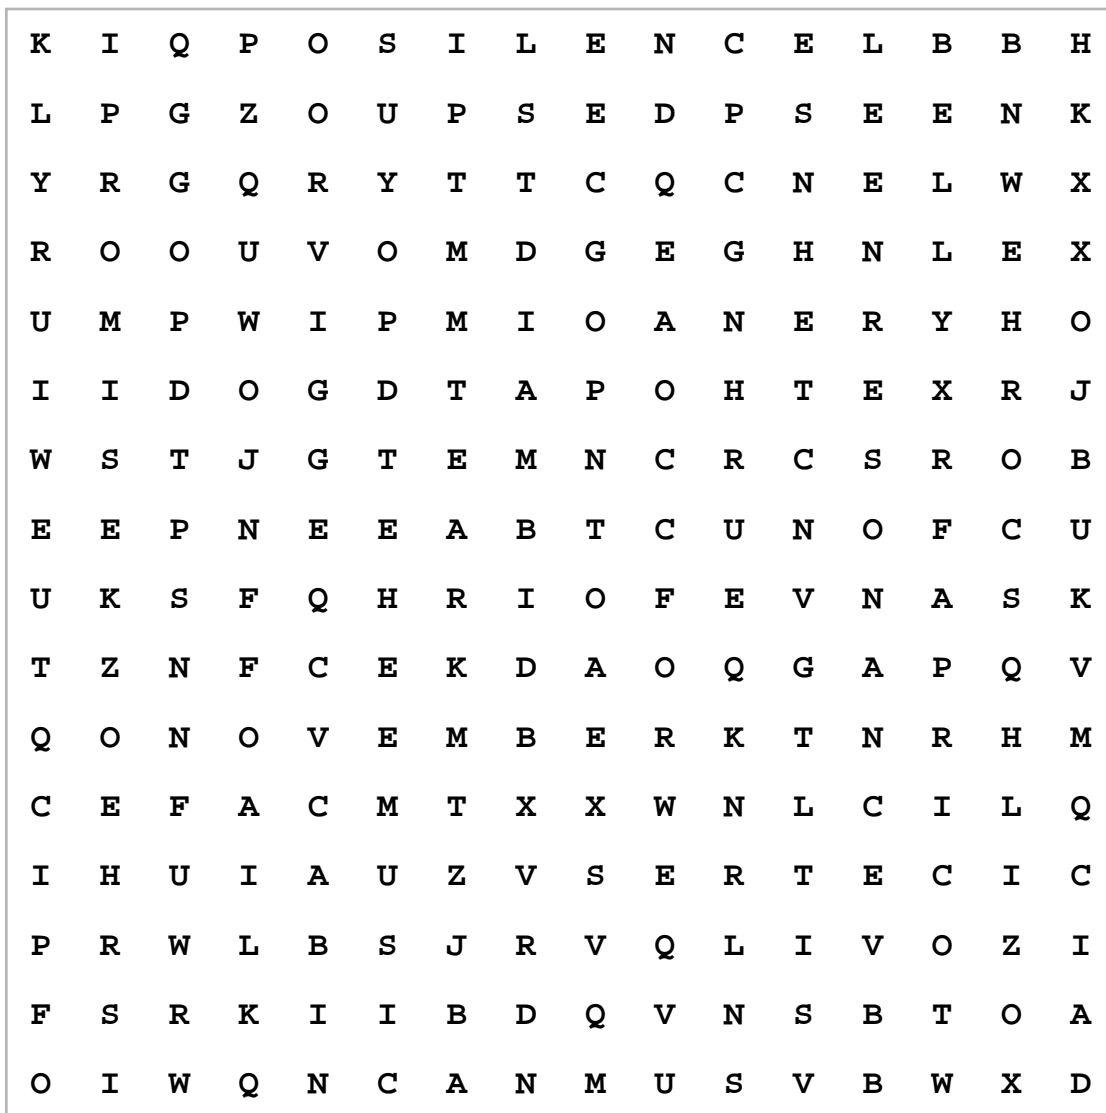 K I Q P O S I L E N C E L B B H
L P G Z O U P S E D P S E E N K
Y R G Q R Y T T C Q C N E L W X
R O O U V O M D G E G H N L E X
U M P W I P M I O A N E R Y H O
I I D O G D T A P O H T E X R J
W S T J G T E M N C R C S R O B
E E P N E E A B T C U N O F C U
U K S F Q H R I O F E V N A S K
T Z N F C E K D A O Q G A P Q V
Q O N O V E M B E R K T N R H M
C E F A C M T X X W N L C I L Q
I H U I A U Z V S E R T E C I C
P R W L B S J R V Q L I V O Z I
F S R K I I B D Q V N S B T O A
O I W Q N C A N M U S V B W X D